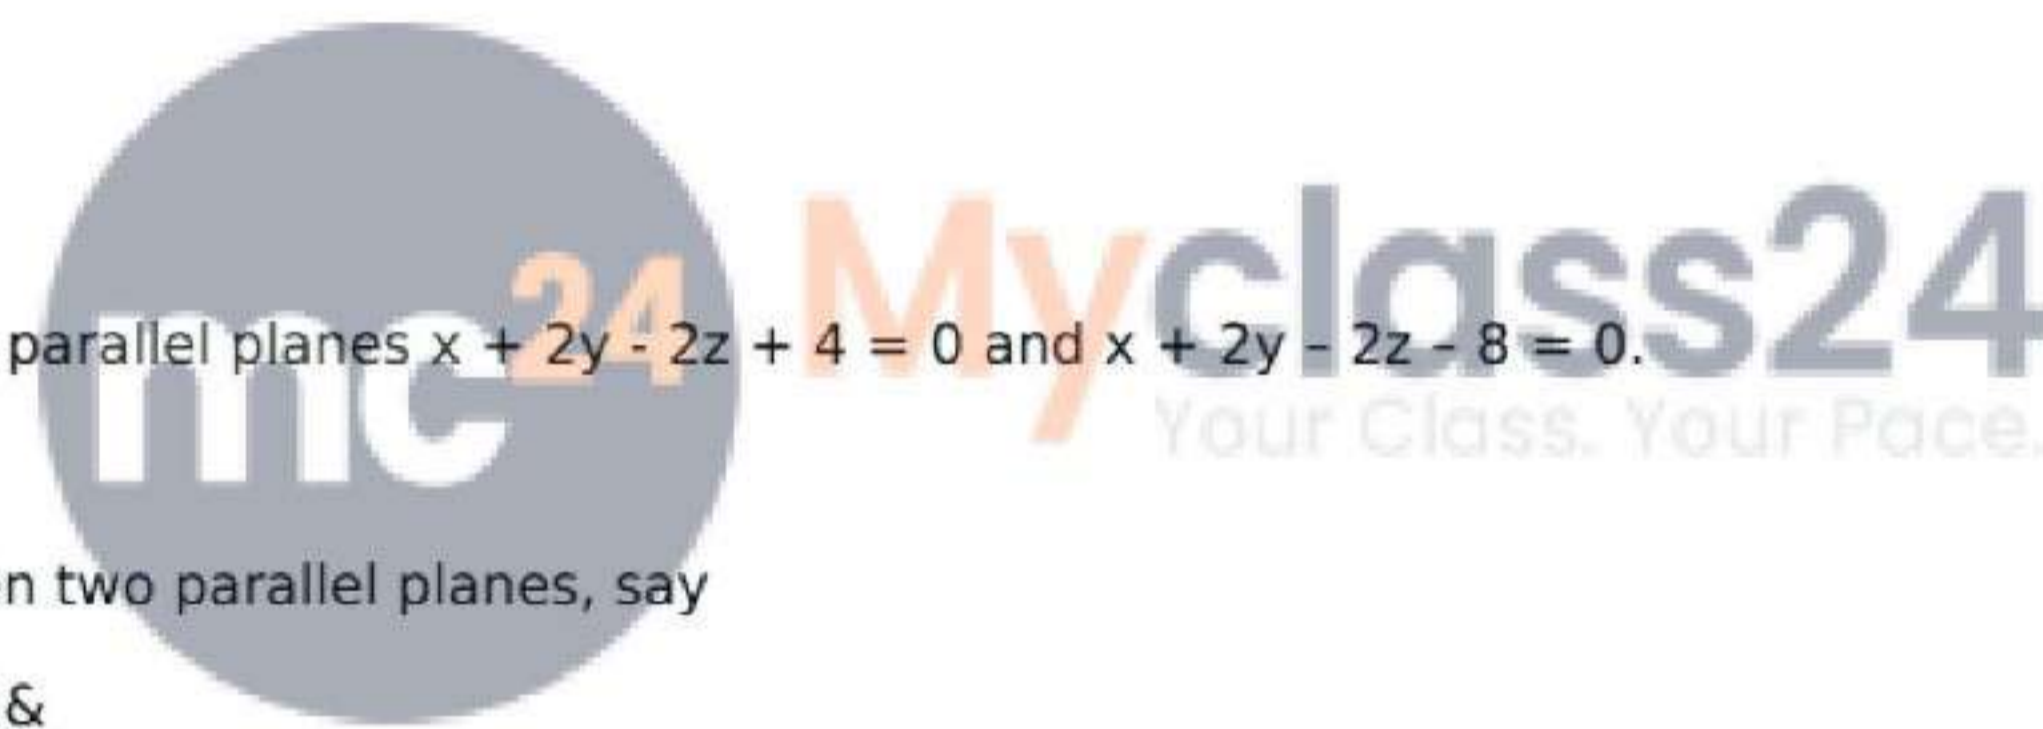 mc24 Myclass24
parallel planes x + 2y - 2z + 4 = 0 and x + 2y – 2z – 8 = 0.
Your Class. Your Pace.
n two parallel planes, say
&